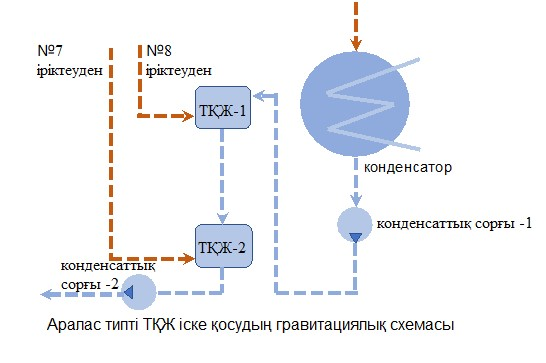 №7
іріктеуден
№8
іріктеуден
ТҚЖ-1
конденсатор
конденсаттық сорғы -1
ТҚЖ-2
конденсаттық
сорғы -2
Аралас типті ТҚЖ іске қосудың гравитациялық схемасы